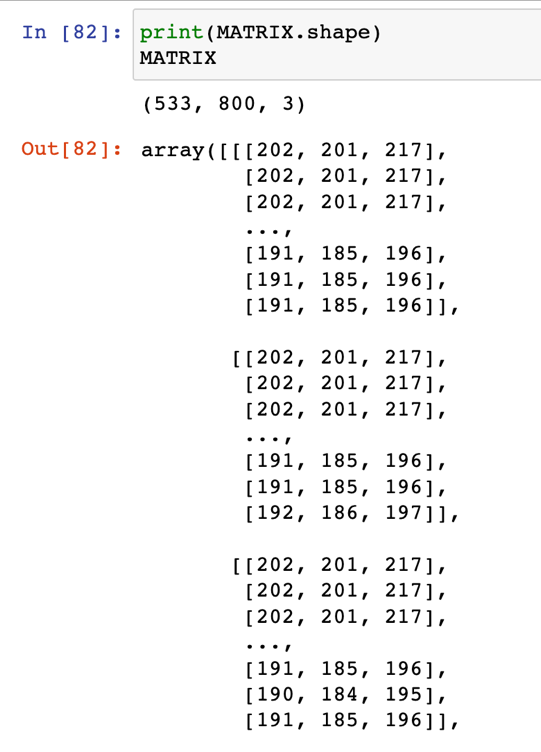 In [82]: print(MATRIX.shape)
MATRIX
(533, 800, 3)
Out[82]: array([[[202, 201, 217],
[202, 201, 217],
[202, 201, 217],
...,
[191, 185, 196],
[191, 185, 196],
[191, 185, 196]],
[[202, 201, 217],
[202, 201, 217],
[202, 201, 217],
...,
[191, 185, 196],
[191, 185, 196],
[192, 186, 197]],
[[202, 201, 217],
[202, 201, 217],
[202, 201, 217],
...,
[191, 185, 196],
[190, 184, 195],
[191, 185, 196]],